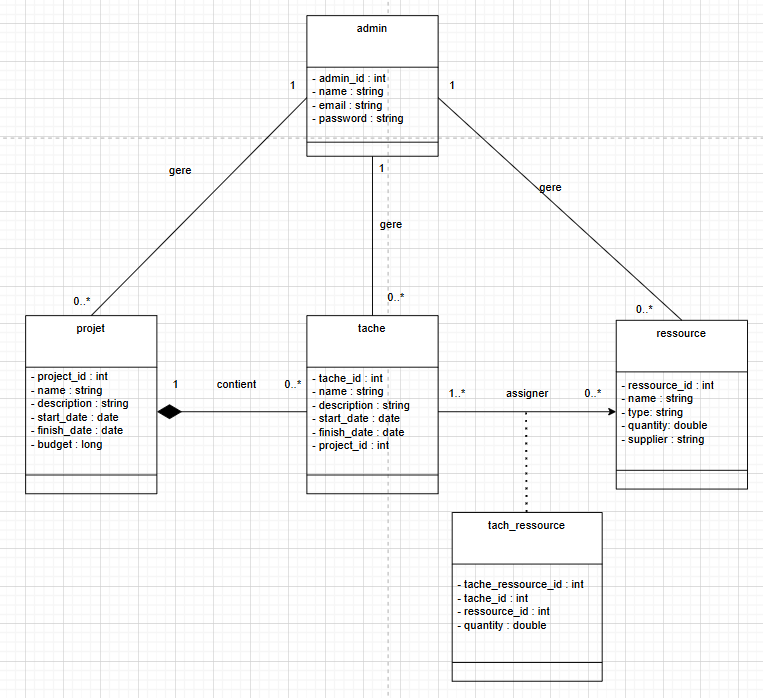 admin
- admin_id : int
- name : string
- email : string
- password : string
1
1
1
gere
gere
gere
0..*
0..*
0..*
projet
- project_id : int
- name : string
- description : string
- start_date : date
- finish_date : date
- budget : long
1
contient
0..*
tache
- tache_id : int
- name : string
- description : string
- start_date : date
- finish_date : date
- project_id : int
1..*
assigner
0..*
ressource
- ressource_id : int
- name : string
- type: string
- quantity: double
- supplier : string
tach_ressource
- tache_ressource_id : int
- tache_id : int
- ressource_id : int
- quantity : double